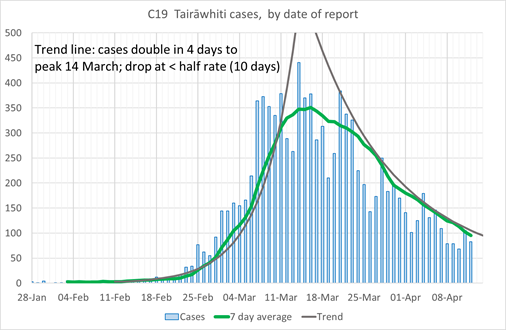 C19 Tairāwhiti cases, by date of report
Trend line: cases double in 4 days to
peak 14 March; drop at < half rate (10 days)
500
450
400
350
300
250
200
150
100
50
0
28-Jan 04-Feb 11-Feb 18-Feb 25-Feb 04-Mar 11-Mar 18-Mar 25-Mar 01-Apr 08-Apr
Cases 7 day average Trend